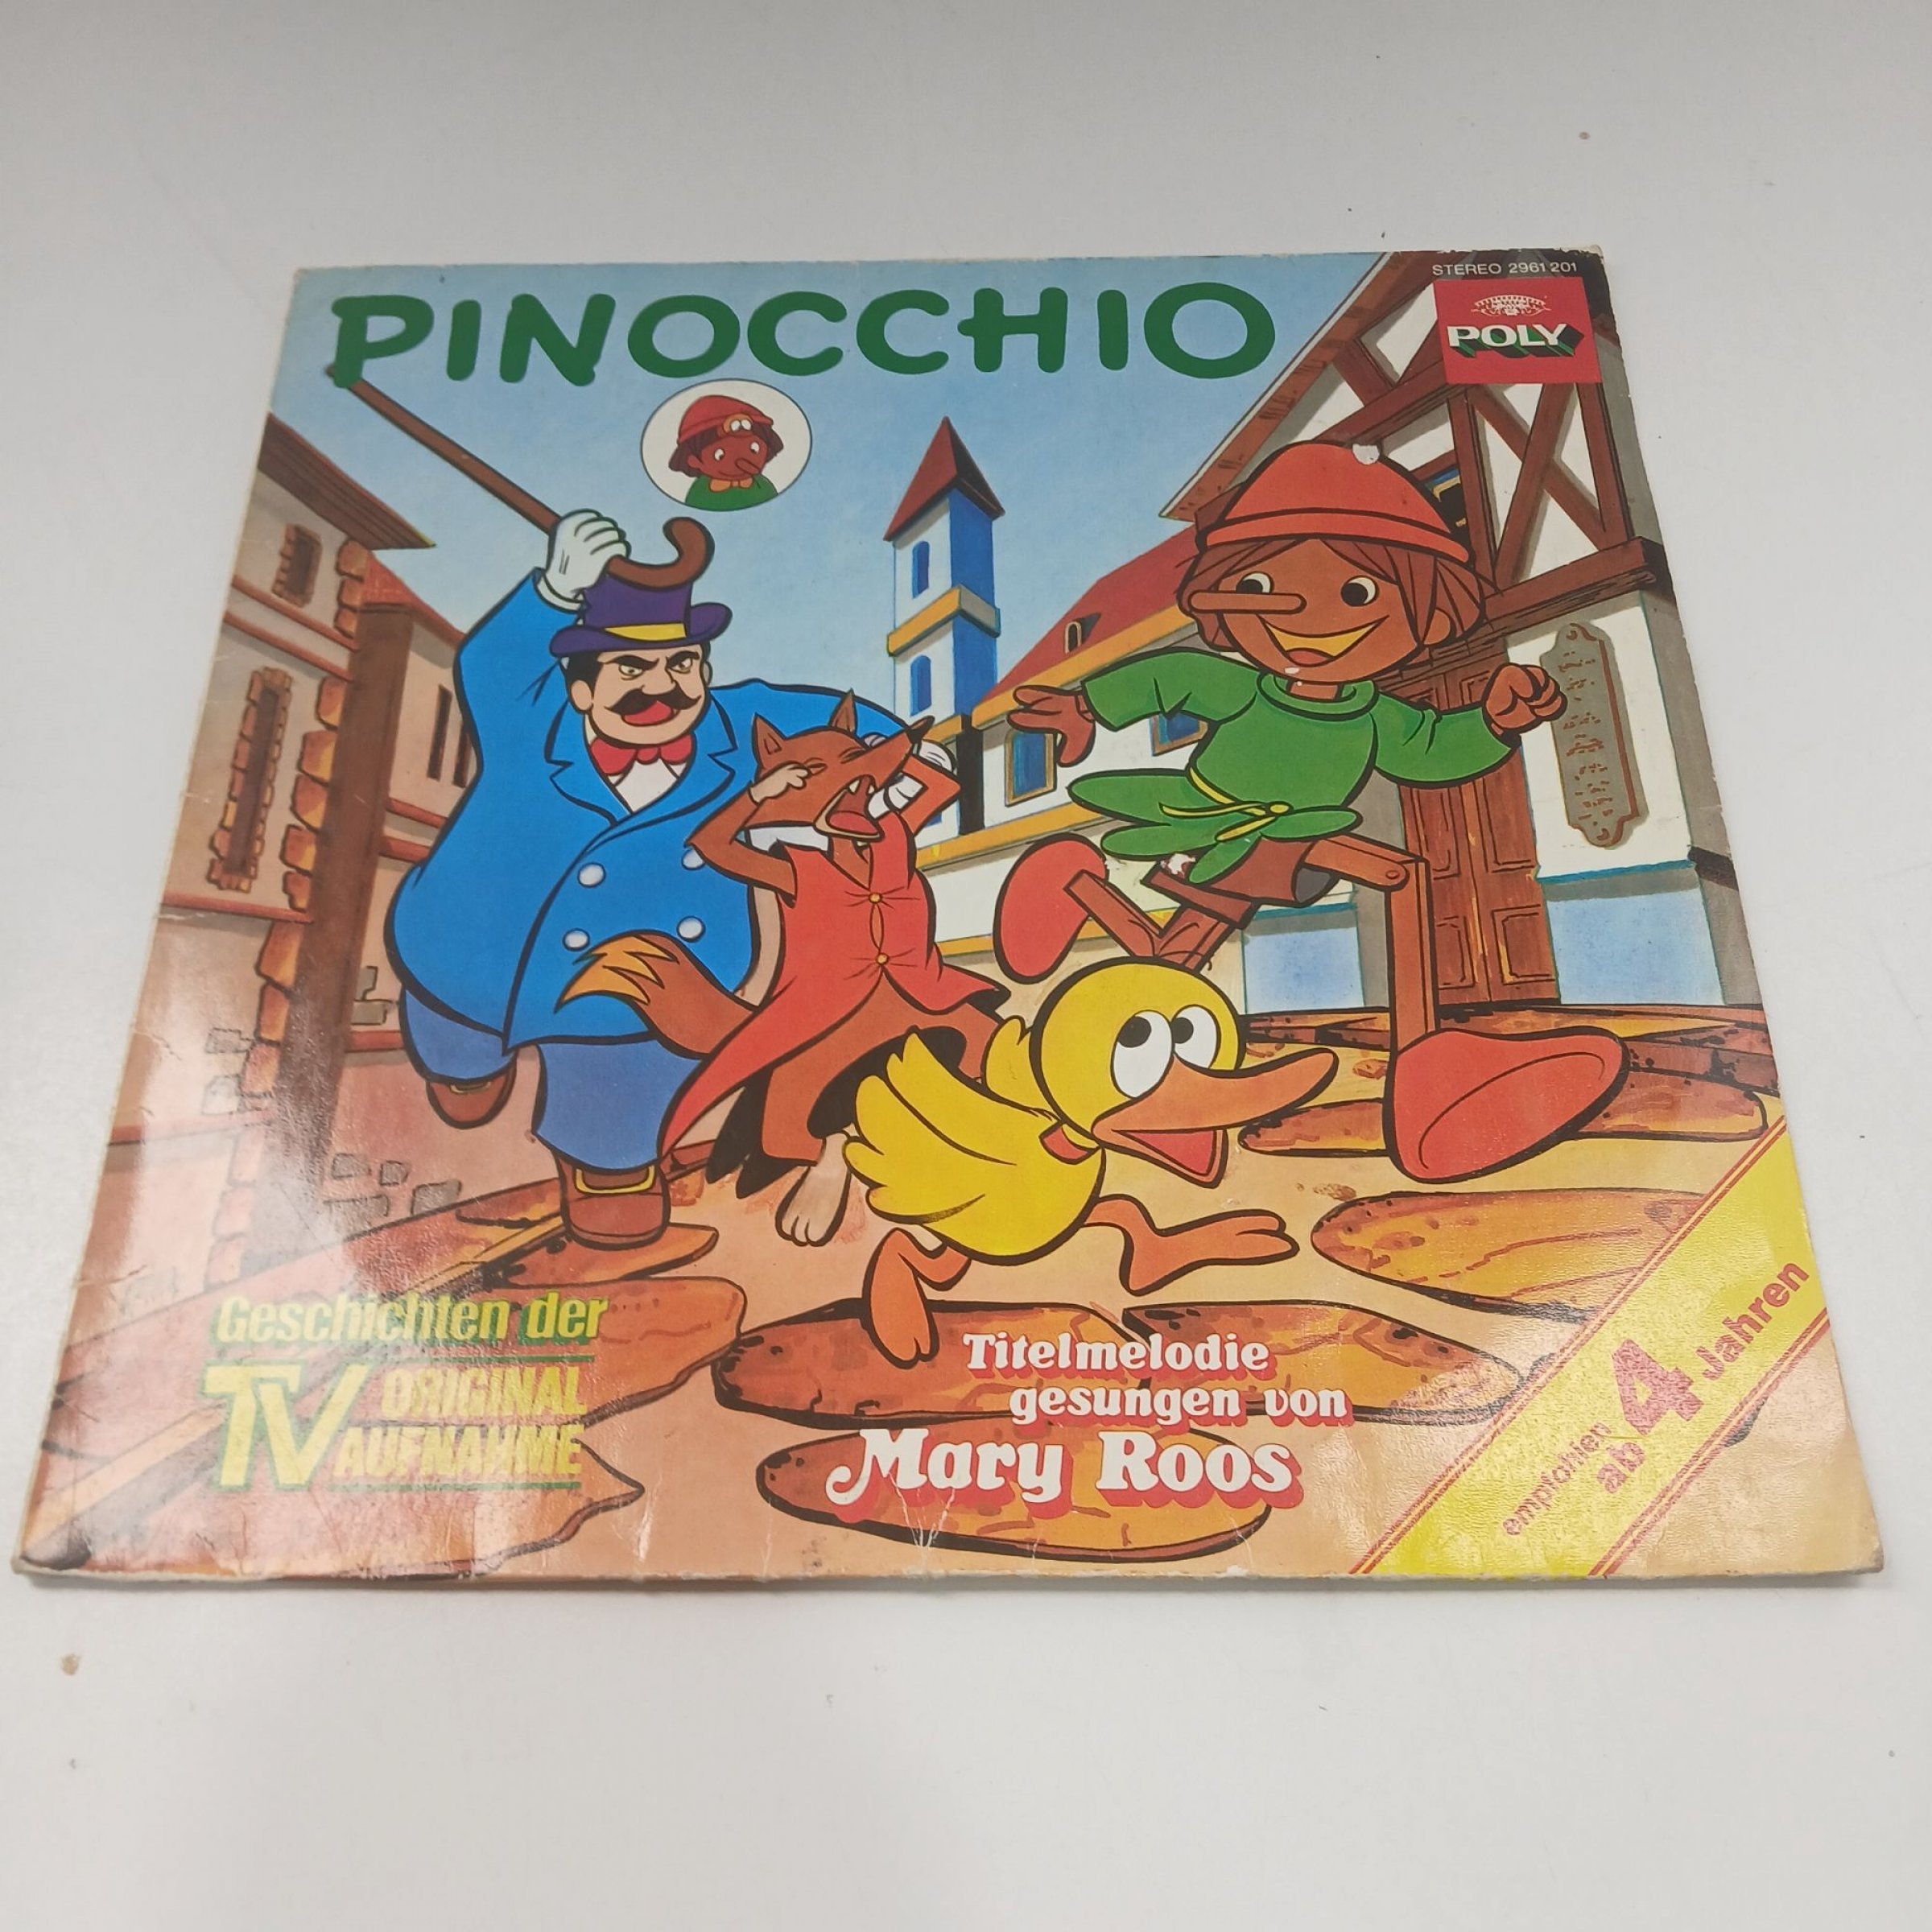 STEREO 2961 201
PINOCCHIO
POLY
Geschichten der
TV ORIGINAL
AUFNAHME
Titelmelodie
gesungen von
Mary Roos
empfohlen
ab 4 Jahren